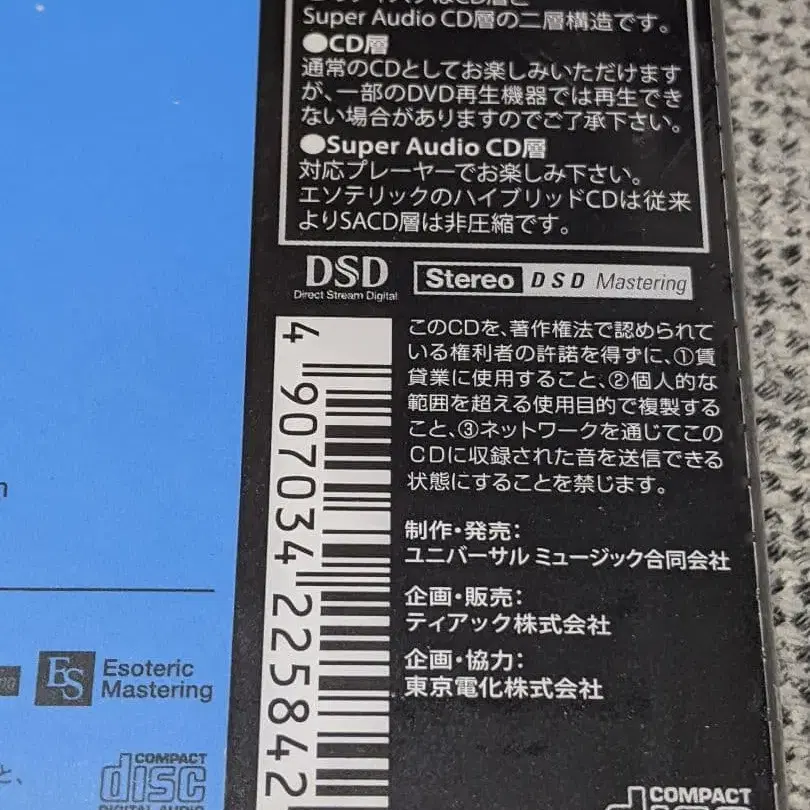 Super Audio CD層の二層構造です。
●CD層
通常のCDとしてお楽しみいただけます
が、一部のDVD再生機器では再生でき
ない場合がありますのでご了承下さい。
●Super Audio CD層
対応プレーヤーでお楽しみ下さい。
エソテリックのハイブリッドCDは従来
よりSACD層は非圧縮です。
DSD
Direct Stream Digital
Stereo DSD Mastering
4 907034 225842
このCDを、著作権法で認められて
いる権利者の許諾を得ずに、①賃
貸業に使用すること、②個人的な
範囲を超える使用目的で複製する
こと、③ネットワークを通じてこの
CDに収録された音を送信できる
状態にすることを禁じます。
制作・発売:
ユニバーサル ミュージック合同会社
企画・販売:
ティアック株式会社
企画・協力:
東京電化株式会社
ES
Esoteric
Mastering
COMPACT
disc
DIGITAL AUDIO
COMPACT